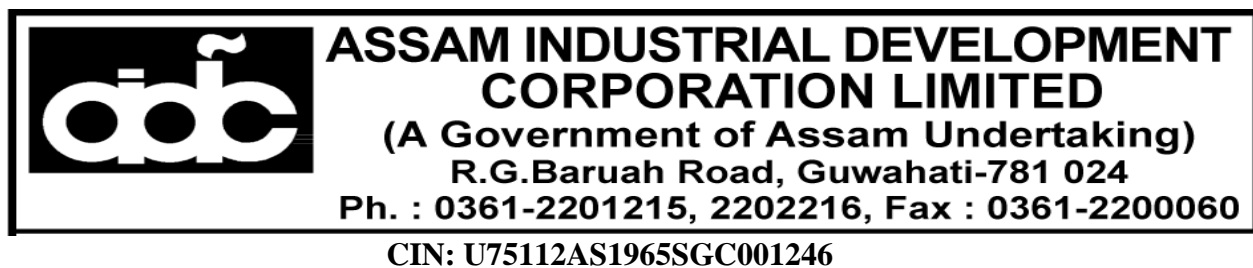 aidc
ASSAM INDUSTRIAL DEVELOPMENT
CORPORATION LIMITED
(A Government of Assam Undertaking)
R.G.Baruah Road, Guwahati-781 024
Ph. : 0361-2201215, 2202216, Fax : 0361-2200060
CIN: U75112AS1965SGC001246